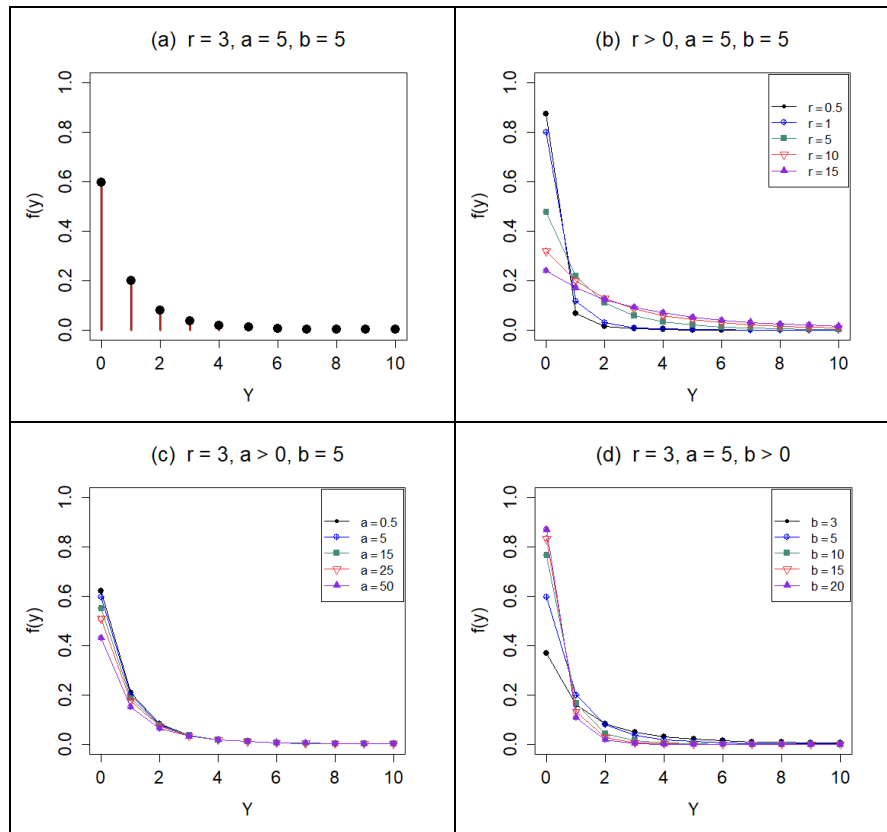 (a) r = 3, a = 5, b = 5
f(y)
1.0
0.8
0.6
0.4
0.2
0.0
0 2 4 6 8 10
Y
(b) r > 0, a = 5, b = 5
f(y)
1.0
0.8
0.6
0.4
0.2
0.0
r = 0.5
r = 1
r = 5
r = 10
r = 15
0 2 4 6 8 10
Y
(c) r = 3, a > 0, b = 5
f(y)
1.0
0.8
0.6
0.4
0.2
0.0
a = 0.5
a = 5
a = 15
a = 25
a = 50
0 2 4 6 8 10
Y
(d) r = 3, a = 5, b > 0
f(y)
1.0
0.8
0.6
0.4
0.2
0.0
b = 3
b = 5
b = 10
b = 15
b = 20
0 2 4 6 8 10
Y